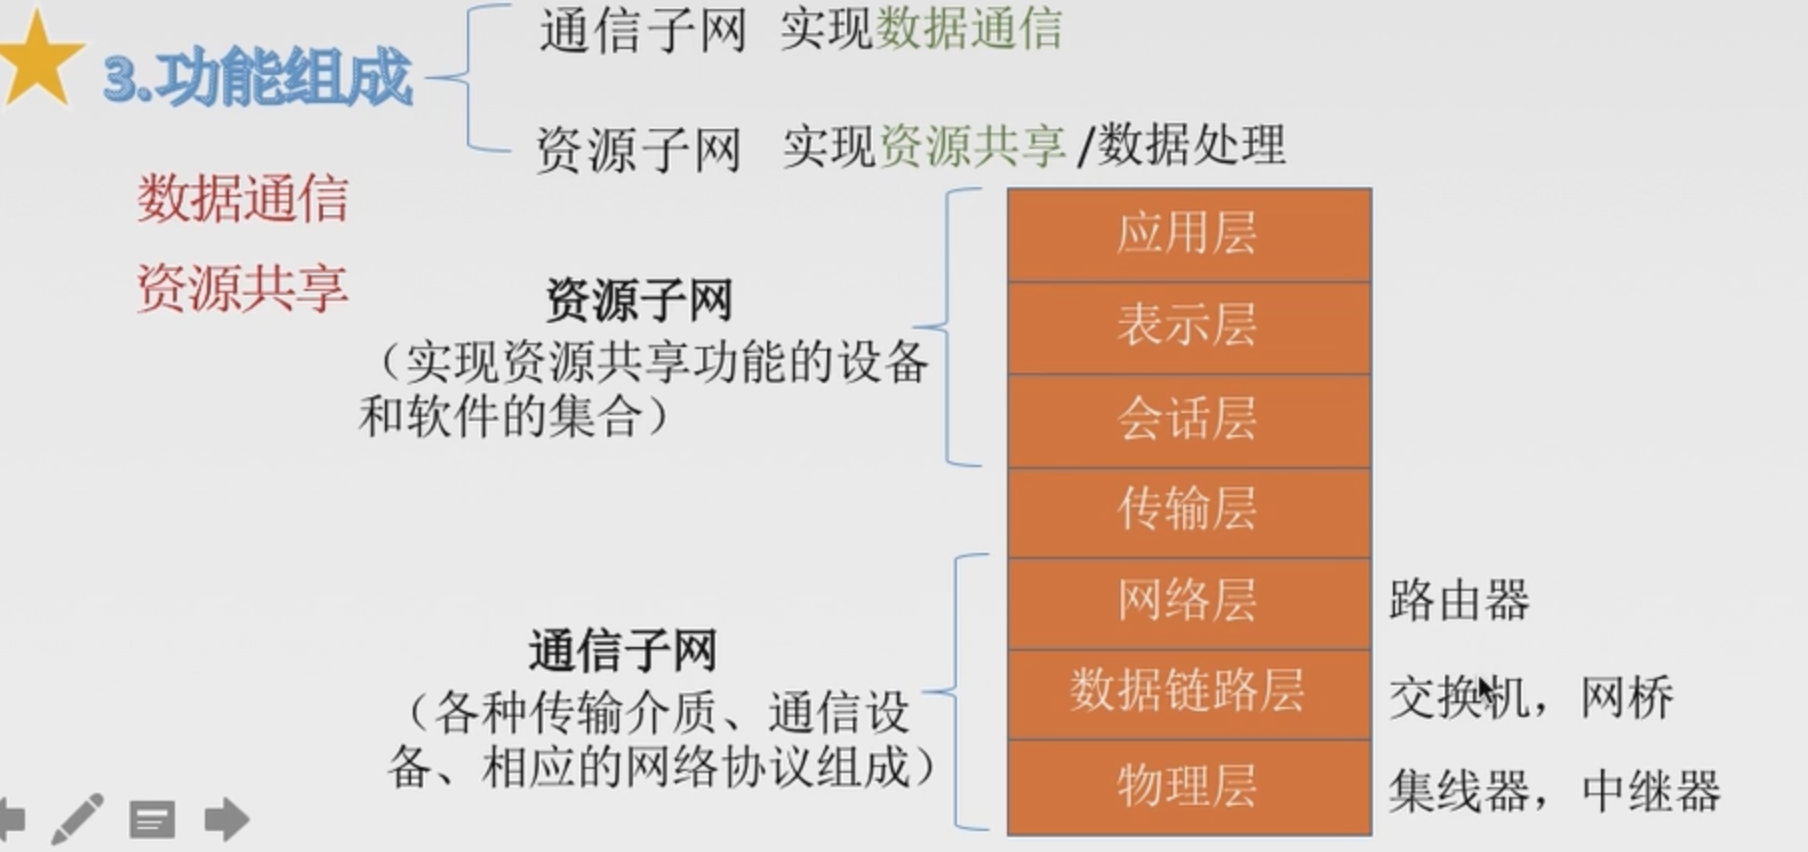 3.功能组成
通信子网 实现数据通信
资源子网 实现资源共享/数据处理
数据通信
资源共享
资源子网
（实现资源共享功能的设备
和软件的集合）
通信子网
（各种传输介质、通信设
备、相应的网络协议组成）
应用层
表示层
会话层
传输层
网络层 路由器
数据链路层 交换机，网桥
物理层 集线器，中继器